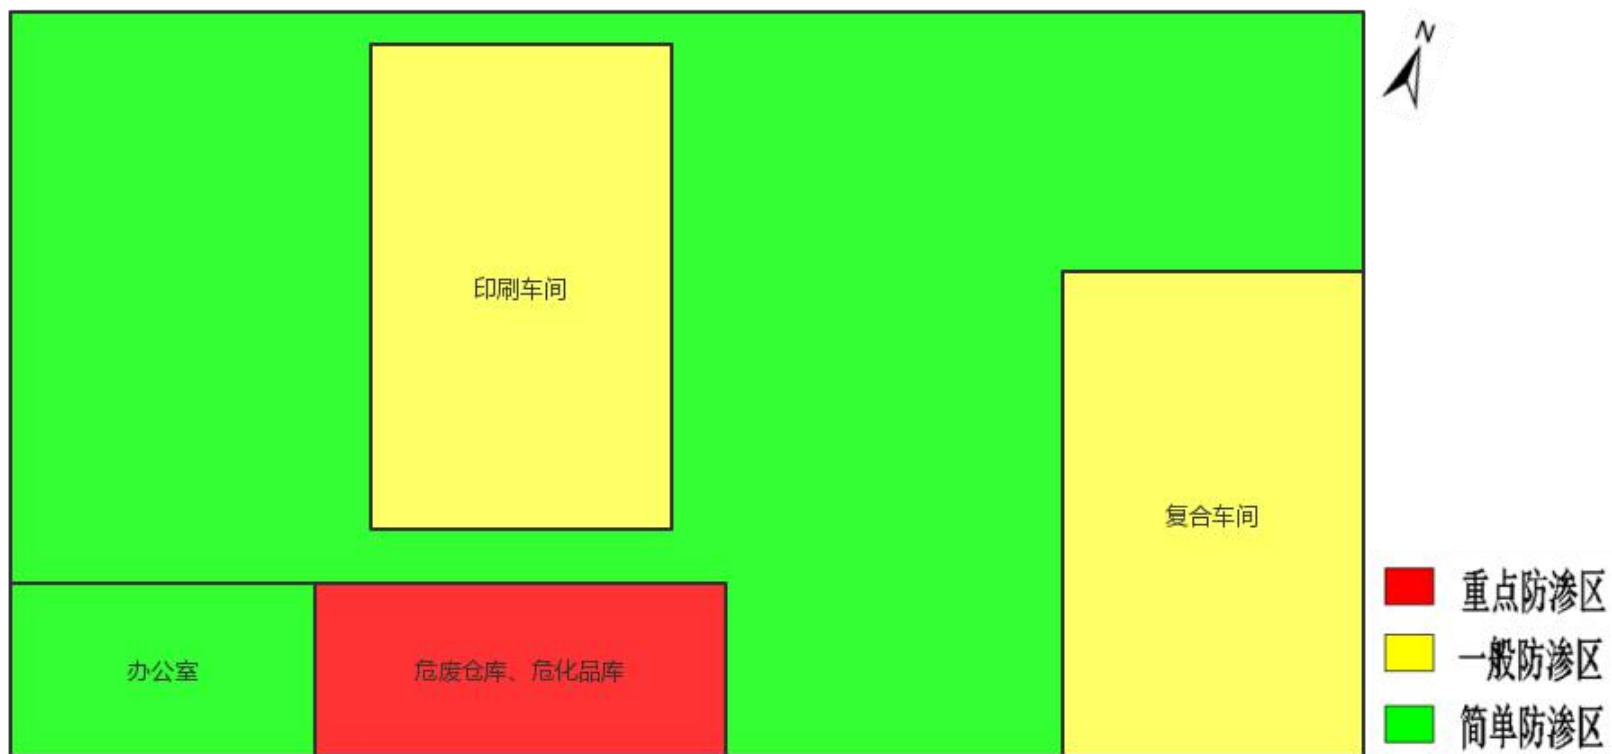 N
印刷车间
复合车间
办公室
危废仓库、危化品库
重点防渗区
一般防渗区
简单防渗区